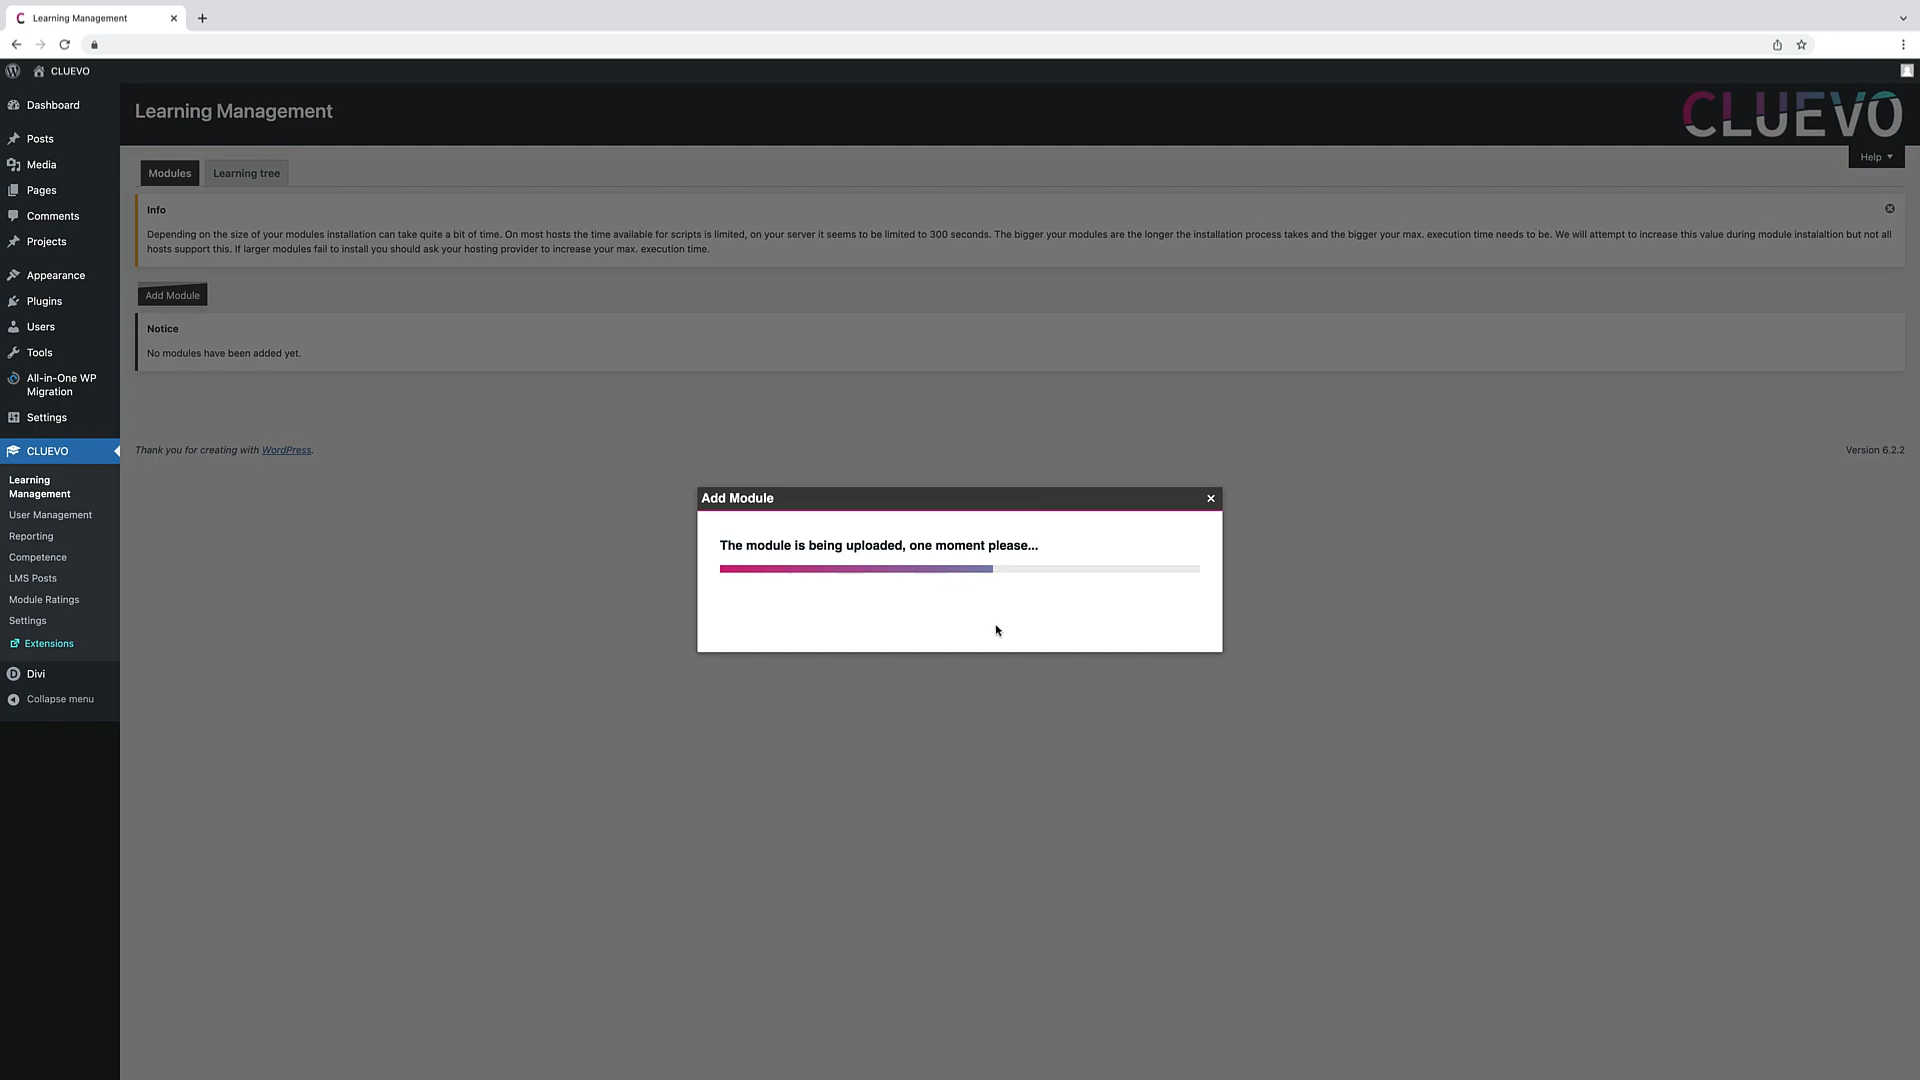 Learning Management
CLUEVO
Learning Management
CLUEVO
Help
Dashboard
Posts
Media
Pages
Comments
Projects
Appearance
Plugins
Users
Tools
All-in-One WP
Migration
Settings
CLUEVO
Learning
Management
User Management
Reporting
Competence
LMS Posts
Module Ratings
Settings
Extensions
Divi
Collapse menu
Modules
Learning tree
Info
Depending on the size of your modules installation can take quite a bit of time. On most hosts the time available for scripts is limited, on your server it seems to be limited to 300 seconds. The bigger your modules are the longer the installation process takes and the bigger your max. execution time needs to be. We will attempt to increase this value during module instalaltion but not all
hosts support this. If larger modules fail to install you should ask your hosting provider to increase your max. execution time.
Add Module
Notice
No modules have been added yet.
Thank you for creating with WordPress.
Version 6.2.2
Add Module
The module is being uploaded, one moment please...